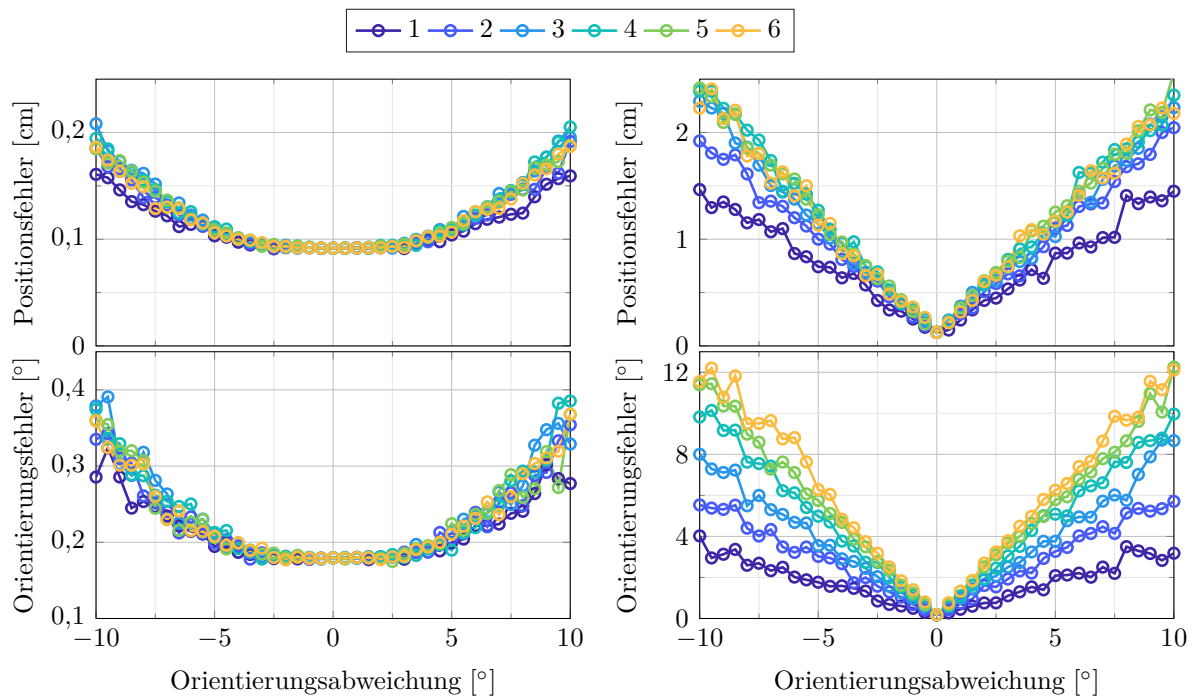 1 2 3 4 5 6
Positionsfehler [cm]
0,2
0,1
0
Positionsfehler [cm]
2
1
0
Orientierungsfehler [°]
0,4
0,3
0,2
0,1
−10 −5 0 5 10
Orientierungsabweichung [°]
Orientierungsfehler [°]
12
8
4
0
−10 −5 0 5 10
Orientierungsabweichung [°]